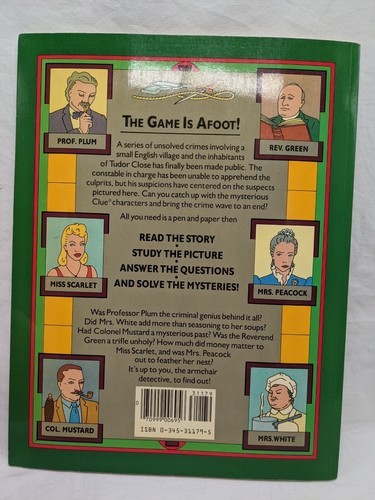 THE GAME IS AFOOT!
PROF. PLUM
REV. GREEN
A series of unsolved crimes involving a
small English village and the inhabitants
of Tudor Close has finally been made public. The
constable in charge has been unable to apprehend the
culprits, but his suspicions have centered on the suspects
pictured here. Can you catch up with the mysterious
Clue® characters and bring the crime wave to an end?
All you need is a pen and paper then
READ THE STORY
•
STUDY THE PICTURE
•
ANSWER THE QUESTIONS
•
AND SOLVE THE MYSTERIES!
MISS SCARLET
MRS. PEACOCK
Was Professor Plum the criminal genius behind it all?
Did Mrs. White add more than seasoning to her soups?
Had Colonel Mustard a mysterious past? Was the Reverend
Green a trifle unholy? How much did money matter to
Miss Scarlet, and was Mrs. Peacock
out to feather her nest?
It's up to you, the armchair
detective, to find out!
COL. MUSTARD
MRS. WHITE
31179
0
70999 00695
ISBN 0-345-31179-5